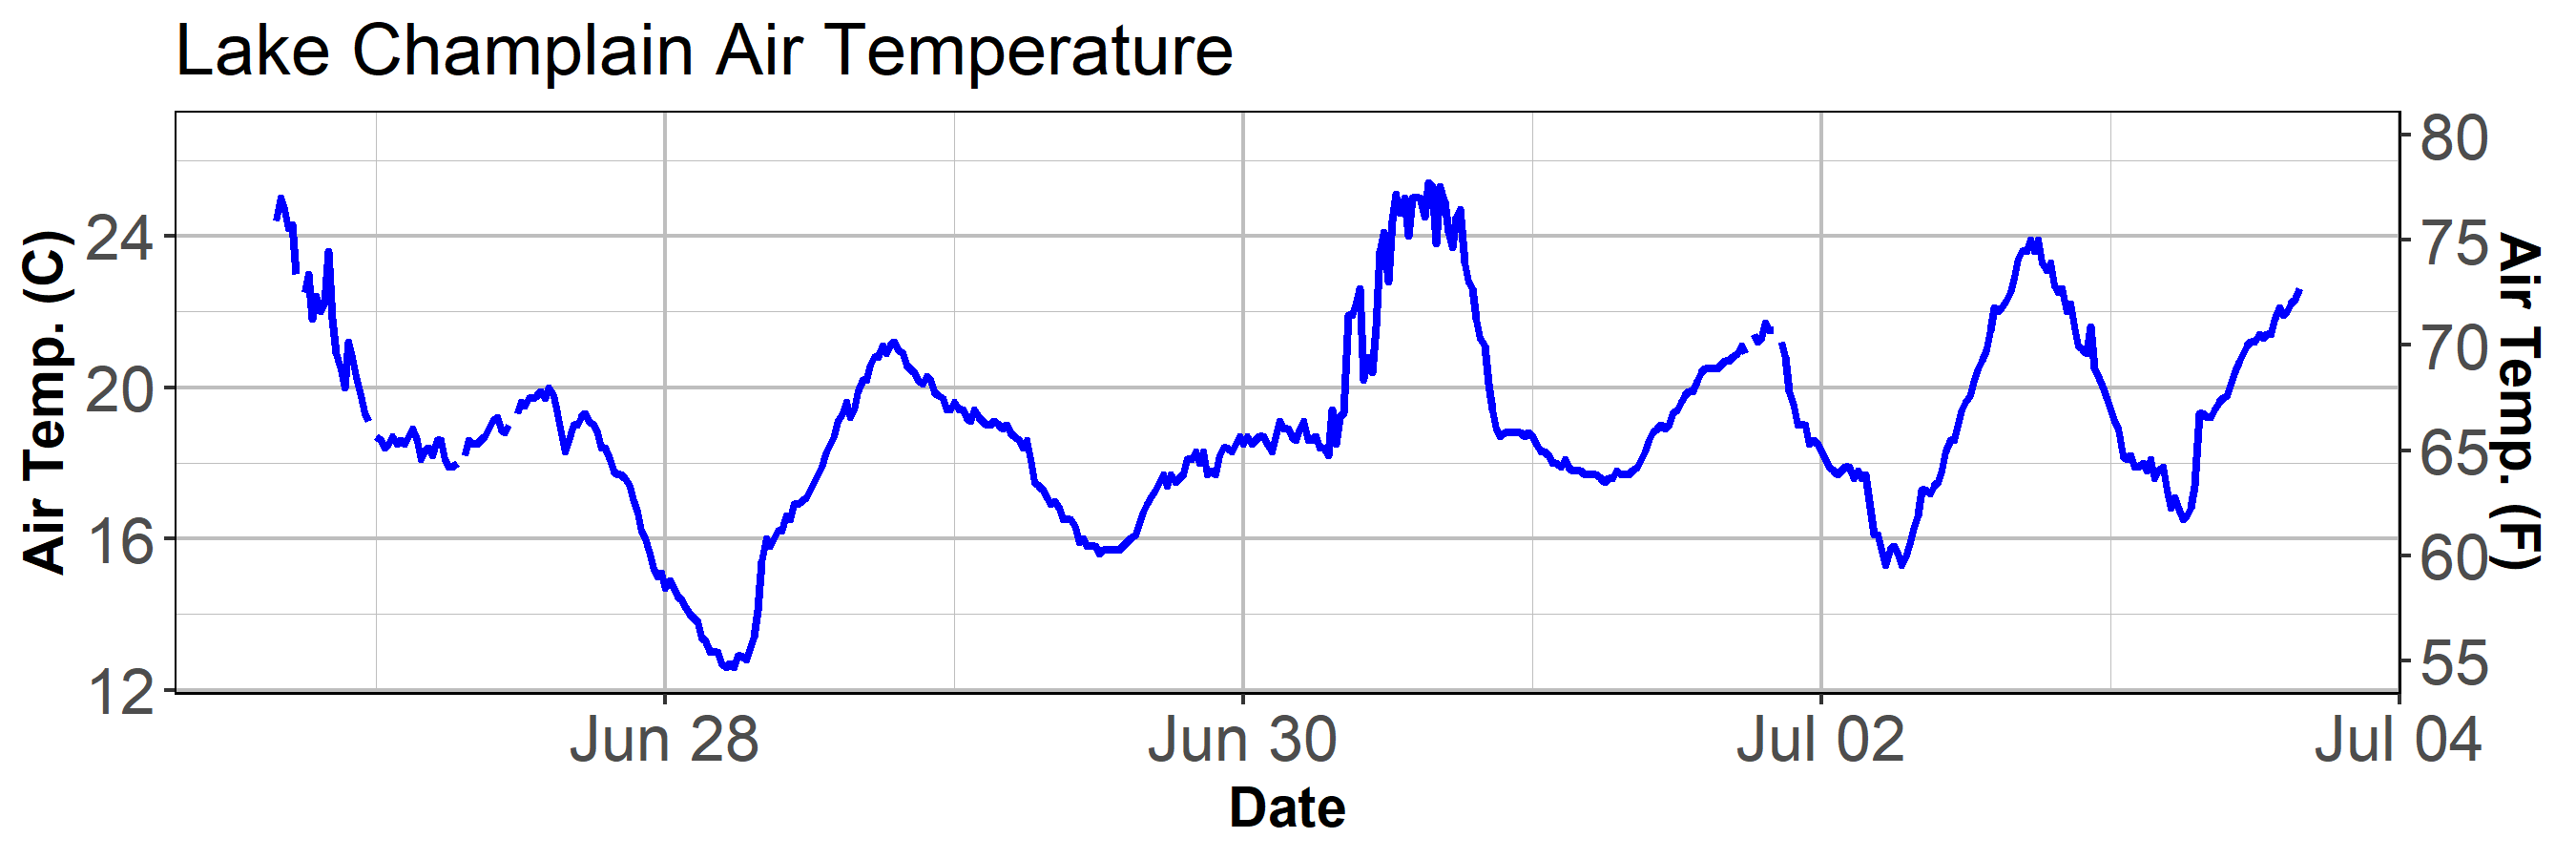 Lake Champlain Air Temperature
Air Temp. (C)
24
20
16
12
80
75
70
65
60
55
Air Temp. (F)
Jun 28
Jun 30
Jul 02
Jul 04
Date